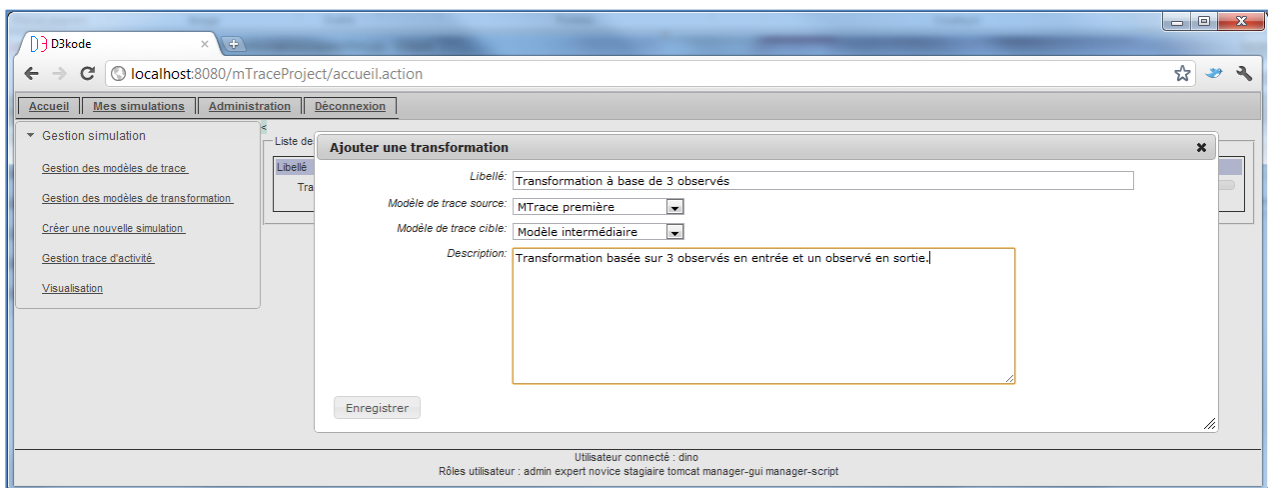 D3kode
localhost:8080/mTraceProject/accueil.action
Accueil Mes simulations Administration Déconnexion
Gestion simulation
Gestion des modèles de trace
Gestion des modèles de transformation
Créer une nouvelle simulation
Gestion trace d'activité
Visualisation
<
Liste de
Libellé
Tra
Ajouter une transformation
Libellé: Transformation à base de 3 observés
Modèle de trace source: MTrace première
Modèle de trace cible: Modèle intermédiaire
Description: Transformation basée sur 3 observés en entrée et un observé en sortie.
Enregistrer
Utilisateur connecté : dino
Rôles utilisateur : admin expert novice stagiaire tomcat manager-gui manager-script